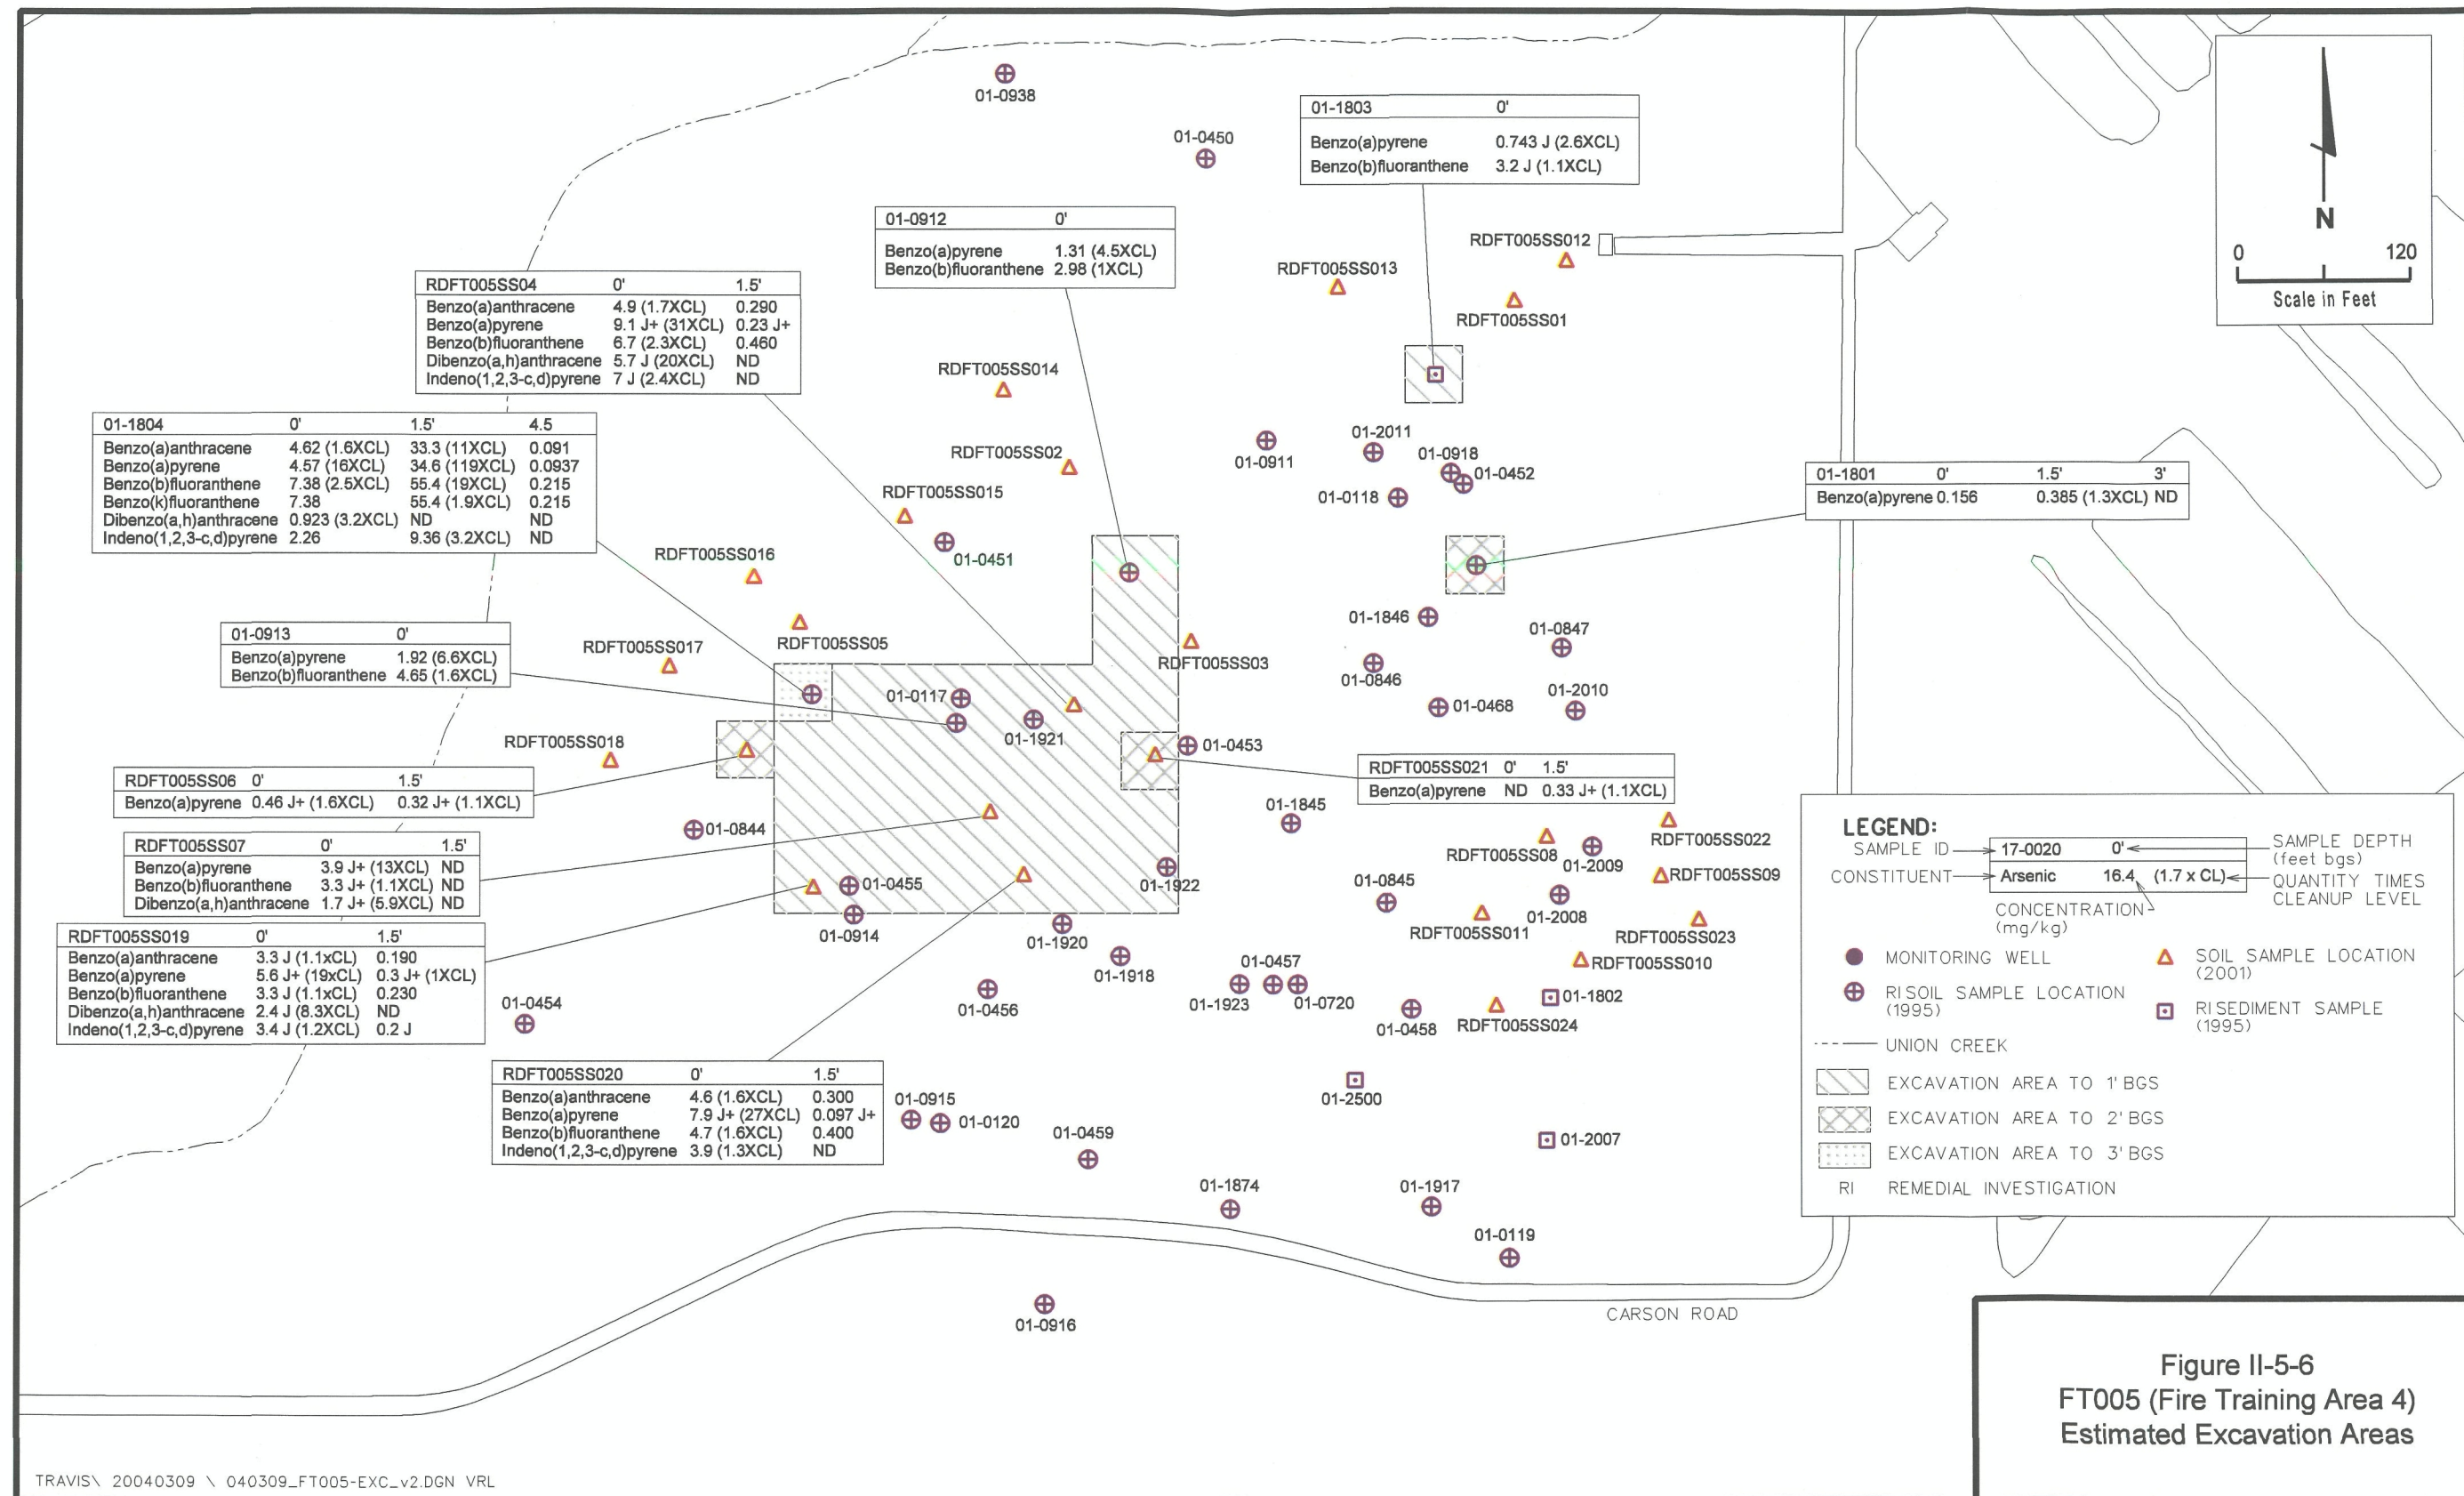 01-0938
01-0450
01-1803 0'
Benzo(a)pyrene 0.743 J (2.6XCL)
Benzo(b)fluoranthene 3.2 J (1.1XCL)
N
0 120
Scale in Feet
01-0912 0'
Benzo(a)pyrene 1.31 (4.5XCL)
Benzo(b)fluoranthene 2.98 (1XCL)
RDFT005SS012
RDFT005SS013
RDFT005SS01
RDFT005SS04 0' 1.5'
Benzo(a)anthracene 4.9 (1.7XCL) 0.290
Benzo(a)pyrene 9.1 J+ (31XCL) 0.23 J+
Benzo(b)fluoranthene 6.7 (2.3XCL) 0.460
Dibenzo(a,h)anthracene 5.7 J (20XCL) ND
Indeno(1,2,3-c,d)pyrene 7 J (2.4XCL) ND
RDFT005SS014
01-1804 0' 1.5' 4.5
Benzo(a)anthracene 4.62 (1.6XCL) 33.3 (11XCL) 0.091
Benzo(a)pyrene 4.57 (16XCL) 34.6 (119XCL) 0.0937
Benzo(b)fluoranthene 7.38 (2.5XCL) 55.4 (19XCL) 0.215
Benzo(k)fluoranthene 7.38 55.4 (1.9XCL) 0.215
Dibenzo(a,h)anthracene 0.923 (3.2XCL) ND ND
Indeno(1,2,3-c,d)pyrene 2.26 9.36 (3.2XCL) ND
RDFT005SS02
01-0911
01-2011
01-0918
01-0452
01-0118
01-1801 0' 1.5' 3'
Benzo(a)pyrene 0.156 0.385 (1.3XCL) ND
RDFT005SS015
01-0451
RDFT005SS016
RDFT005SS05
RDFT005SS017
RDFT005SS03
01-1846
01-0847
01-0846
01-2010
01-0468
01-0913 0'
Benzo(a)pyrene 1.92 (6.6XCL)
Benzo(b)fluoranthene 4.65 (1.6XCL)
01-0117
01-1921
01-0453
RDFT005SS018
RDFT005SS06 0' 1.5'
Benzo(a)pyrene 0.46 J+ (1.6XCL) 0.32 J+ (1.1XCL)
RDFT005SS021 0' 1.5'
Benzo(a)pyrene ND 0.33 J+ (1.1XCL)
01-0844
01-1845
RDFT005SS022
RDFT005SS08
01-2009
RDFT005SS09
RDFT005SS07 0' 1.5'
Benzo(a)pyrene 3.9 J+ (13XCL) ND
Benzo(b)fluoranthene 3.3 J+ (1.1XCL) ND
Dibenzo(a,h)anthracene 1.7 J+ (5.9XCL) ND
01-0455
01-1922
01-0845
01-2008
01-0914
01-1920
RDFT005SS011
RDFT005SS023
RDFT005SS019 0' 1.5'
Benzo(a)anthracene 3.3 J (1.1xCL) 0.190
Benzo(a)pyrene 5.6 J+ (19xCL) 0.3 J+ (1XCL)
Benzo(b)fluoranthene 3.3 J (1.1xCL) 0.230
Dibenzo(a,h)anthracene 2.4 J (8.3XCL) ND
Indeno(1,2,3-c,d)pyrene 3.4 J (1.2XCL) 0.2 J
01-1918
01-0457
RDFT005SS010
01-0454
01-0456
01-1923
01-0720
01-1802
01-0458
RDFT005SS024
RDFT005SS020 0' 1.5'
Benzo(a)anthracene 4.6 (1.6XCL) 0.300
Benzo(a)pyrene 7.9 J+ (27XCL) 0.097 J+
Benzo(b)fluoranthene 4.7 (1.6XCL) 0.400
Indeno(1,2,3-c,d)pyrene 3.9 (1.3XCL) ND
01-0915
01-0120
01-0459
01-2500
01-2007
01-1874
01-1917
01-0119
01-0916
CARSON ROAD
LEGEND:
SAMPLE ID
17-0020 0'
SAMPLE DEPTH
(feet bgs)
CONSTITUENT
Arsenic 16.4 (1.7 x CL)
QUANTITY TIMES
CLEANUP LEVEL
CONCENTRATION
(mg/kg)
MONITORING WELL
SOIL SAMPLE LOCATION
(2001)
RI SOIL SAMPLE LOCATION
(1995)
RI SEDIMENT SAMPLE
(1995)
UNION CREEK
EXCAVATION AREA TO 1' BGS
EXCAVATION AREA TO 2' BGS
EXCAVATION AREA TO 3' BGS
RI REMEDIAL INVESTIGATION
Figure II-5-6
FT005 (Fire Training Area 4)
Estimated Excavation Areas
TRAVIS\ 20040309 \ 040309_FT005-EXC_v2.DGN VRL